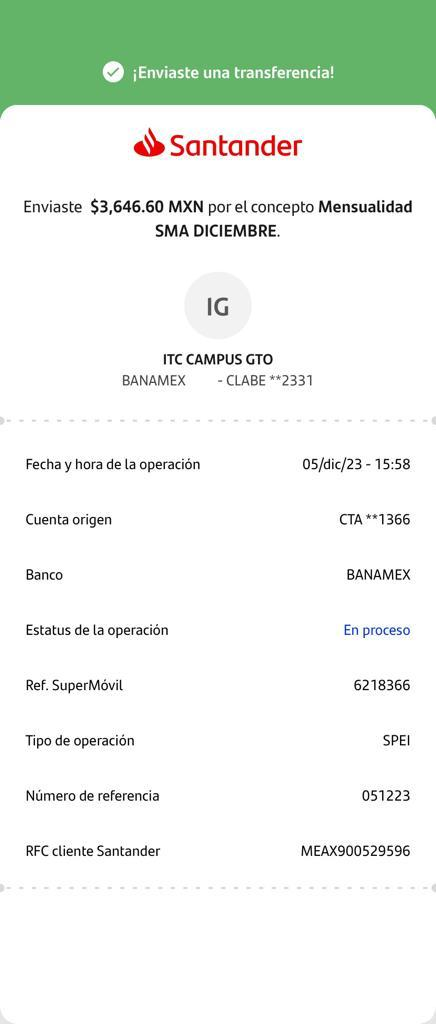 ¡Enviaste una transferencia!
Santander
Enviaste $3,646.60 MXN por el concepto Mensualidad
SMA DICIEMBRE.
IG
ITC CAMPUS GTO
BANAMEX - CLABE **2331
Fecha y hora de la operación 05/dic/23 - 15:58
Cuenta origen CTA **1366
Banco BANAMEX
Estatus de la operación En proceso
Ref. SuperMóvil 6218366
Tipo de operación SPEI
Número de referencia 051223
RFC cliente Santander MEAX900529596